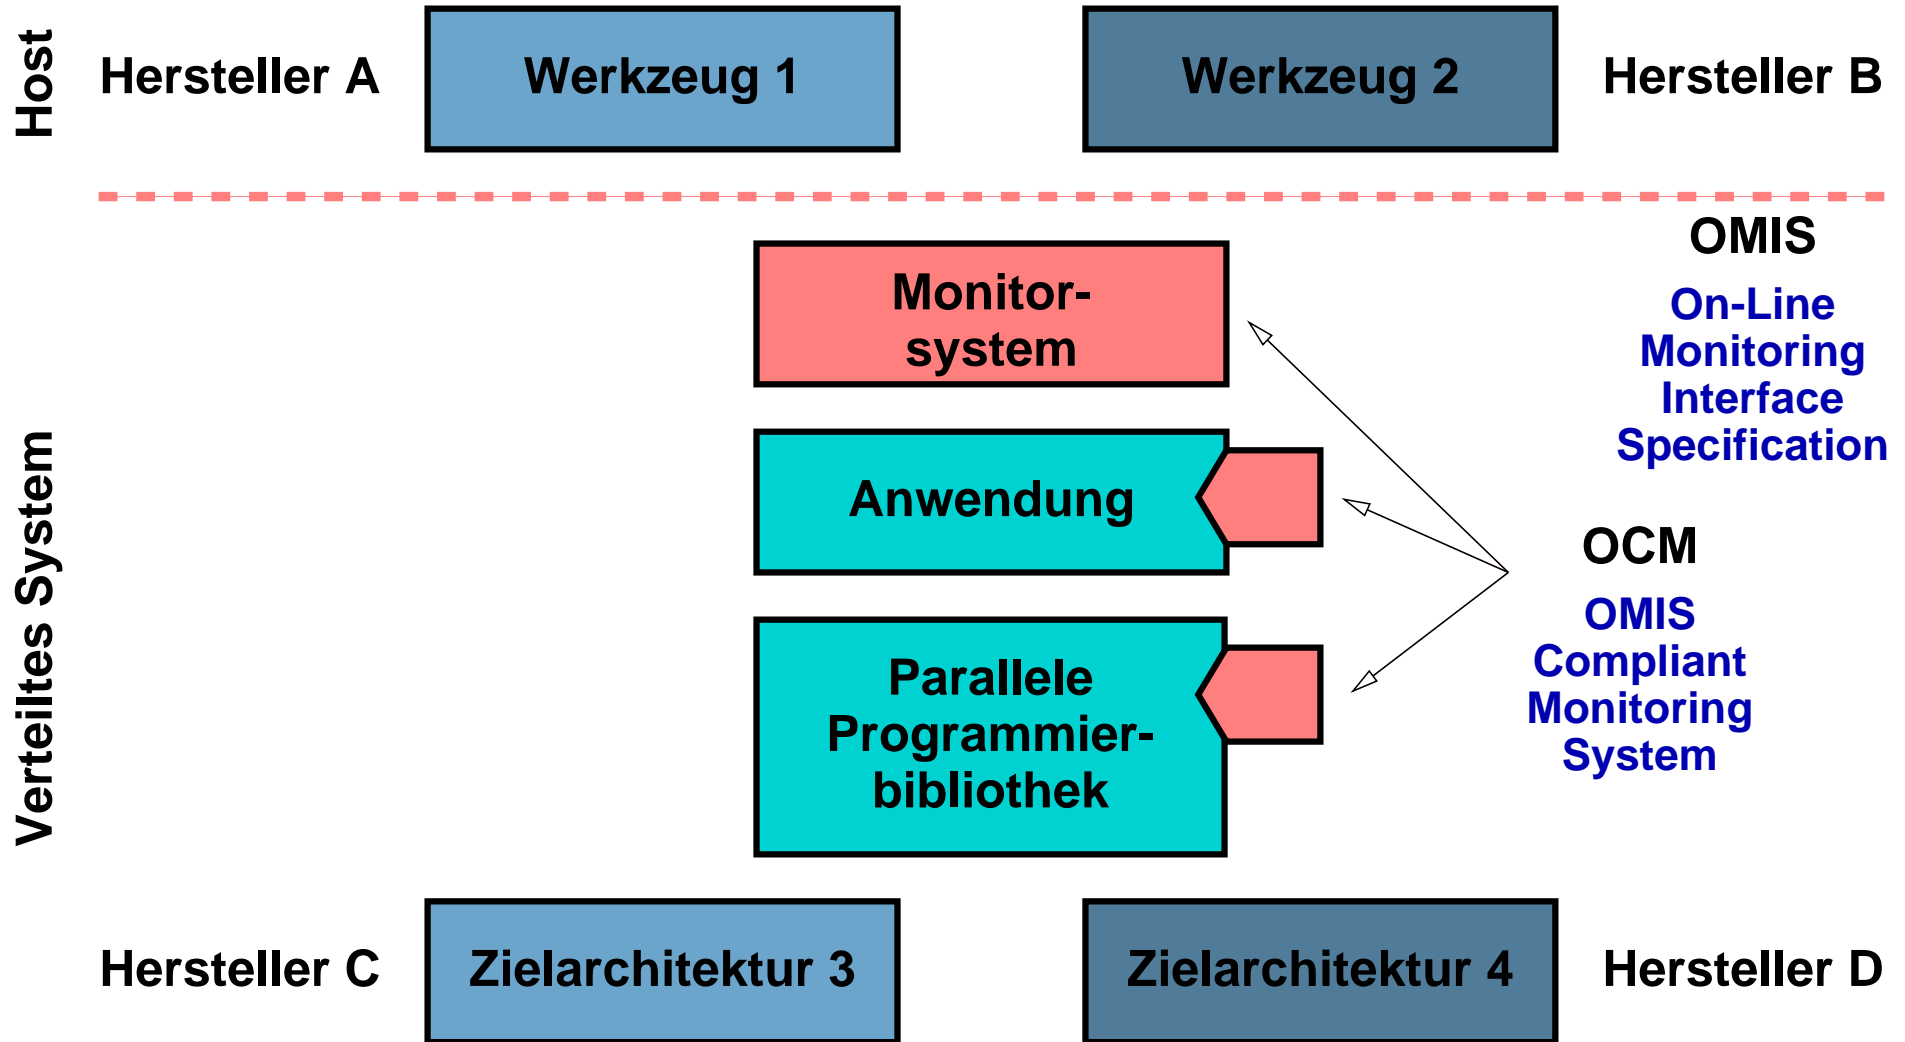 Host
Hersteller A
Werkzeug 1
Werkzeug 2
Hersteller B
OMIS
On-Line
Monitoring
Interface
Specification
Monitor-
system
Verteiltes System
Anwendung
OCM
OMIS
Compliant
Monitoring
System
Parallele
Programmier-
bibliothek
Hersteller C
Zielarchitektur 3
Zielarchitektur 4
Hersteller D